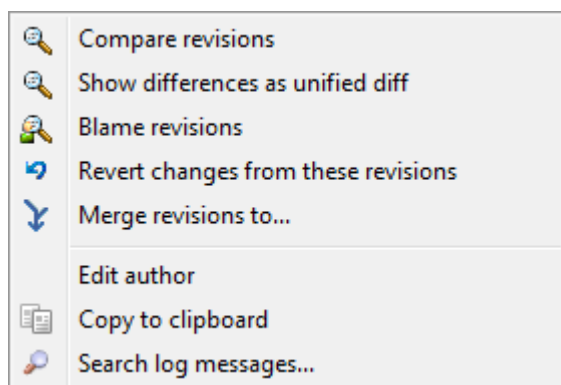 Compare revisions
Show differences as unified diff
Blame revisions
Revert changes from these revisions
Merge revisions to...
Edit author
Copy to clipboard
Search log messages...